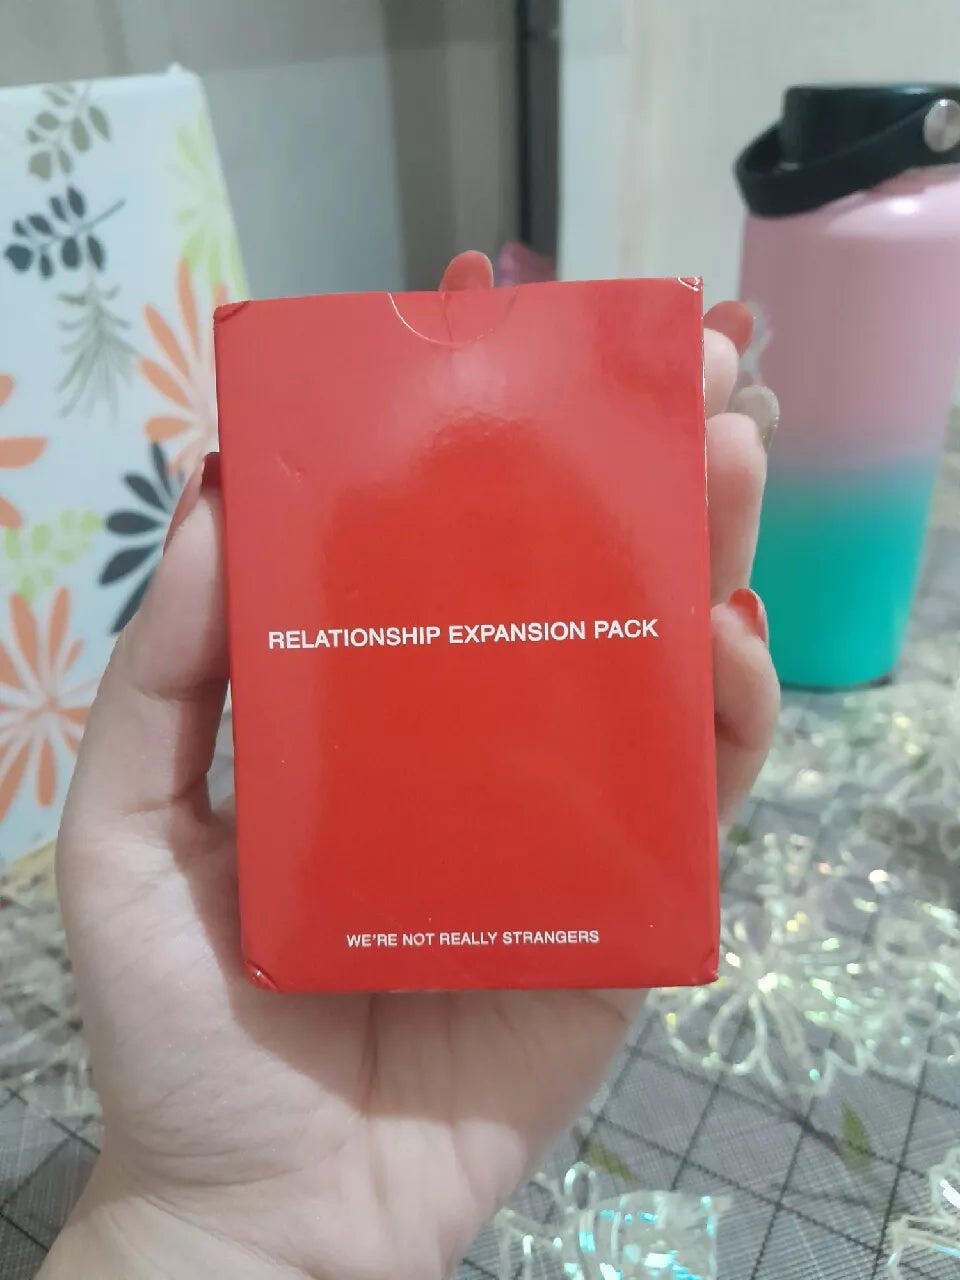 RELATIONSHIP EXPANSION PACK
WE'RE NOT REALLY STRANGERS